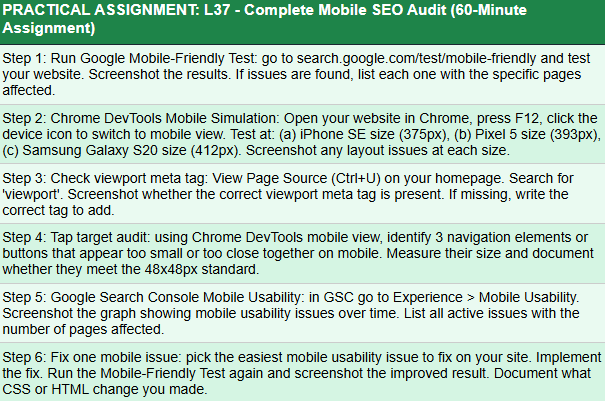 PRACTICAL ASSIGNMENT: L37 - Complete Mobile SEO Audit (60-Minute
Assignment)
Step 1: Run Google Mobile-Friendly Test: go to search.google.com/test/mobile-friendly and test
your website. Screenshot the results. If issues are found, list each one with the specific pages
affected.
Step 2: Chrome DevTools Mobile Simulation: Open your website in Chrome, press F12, click the
device icon to switch to mobile view. Test at: (a) iPhone SE size (375px), (b) Pixel 5 size (393px),
(c) Samsung Galaxy S20 size (412px). Screenshot any layout issues at each size.
Step 3: Check viewport meta tag: View Page Source (Ctrl+U) on your homepage. Search for
'viewport'. Screenshot whether the correct viewport meta tag is present. If missing, write the
correct tag to add.
Step 4: Tap target audit: using Chrome DevTools mobile view, identify 3 navigation elements or
buttons that appear too small or too close together on mobile. Measure their size and document
whether they meet the 48x48px standard.
Step 5: Google Search Console Mobile Usability: in GSC go to Experience > Mobile Usability.
Screenshot the graph showing mobile usability issues over time. List all active issues with the
number of pages affected.
Step 6: Fix one mobile issue: pick the easiest mobile usability issue to fix on your site. Implement
the fix. Run the Mobile-Friendly Test again and screenshot the improved result. Document what
CSS or HTML change you made.